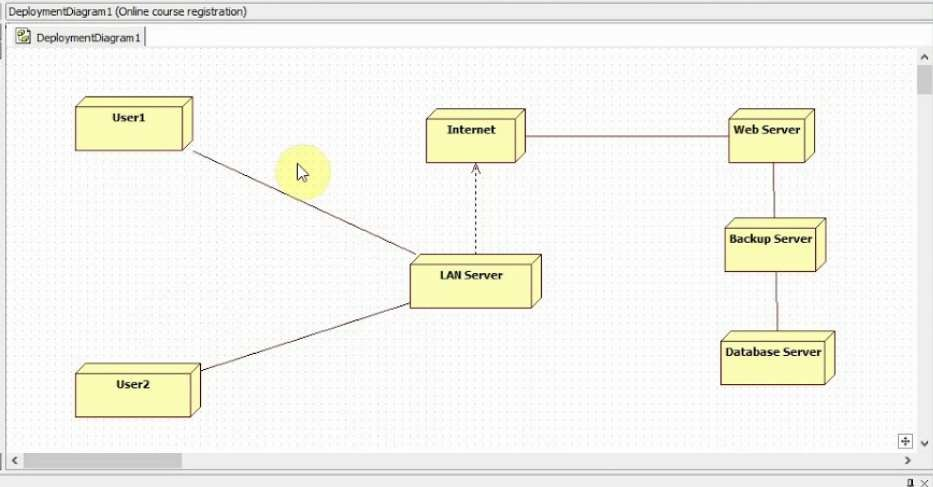 DeploymentDiagram1 (Online course registration)
DeploymentDiagram1
User1
Internet
Web Server
Backup Server
LAN Server
Database Server
User2